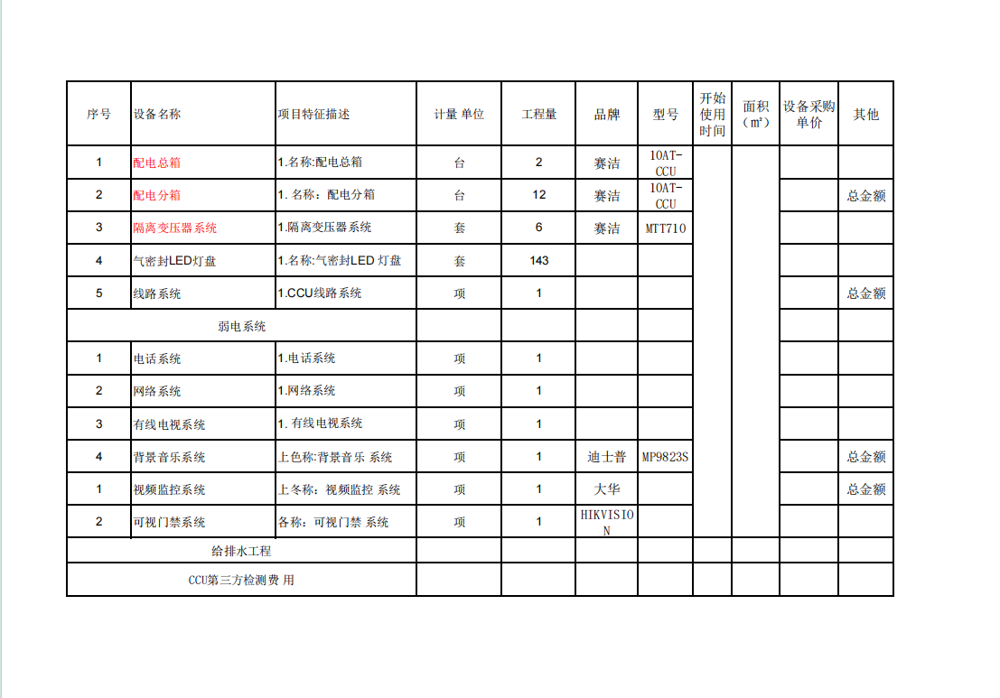 序号 设备名称 项目特征描述 计量 单位 工程量 品牌 型号 开始使用时间 面积（㎡） 设备采购单价 其他
1 配电总箱 1.名称:配电总箱 台 2 赛洁 10AT-CCU
2 配电分箱 1. 名称：配电分箱 台 12 赛洁 10AT-CCU 总金额
3 隔离变压器系统 1.隔离变压器系统 套 6 赛洁 MTT710
4 气密封LED灯盘 1.名称:气密封LED 灯盘 套 143
5 线路系统 1.CCU线路系统 项 1 总金额
弱电系统
1 电话系统 1.电话系统 项 1
2 网络系统 1.网络系统 项 1
3 有线电视系统 1. 有线电视系统 项 1
4 背景音乐系统 上色称:背景音乐 系统 项 1 迪士普 MP9823S 总金额
1 视频监控系统 上冬称：视频监控 系统 项 1 大华 总金额
2 可视门禁系统 各称：可视门禁 系统 项 1 HIKVISION
给排水工程
CCU第三方检测费 用